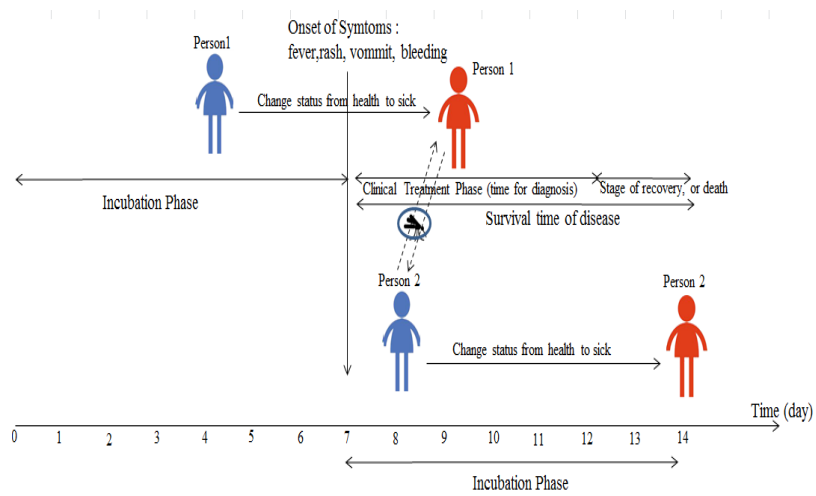 Onset of Symtoms :
fever,rash, vommit, bleeding
Person1
Person 1
Change status from health to sick
Clinical Treatment Phase (time for diagnosis)
Stage of recovery, or death
Incubation Phase
Survival time of disease
Person 2
Person 2
Change status from health to sick
Time (day)
0 1 2 3 4 5 6 7 8 9 10 11 12 13 14
Incubation Phase